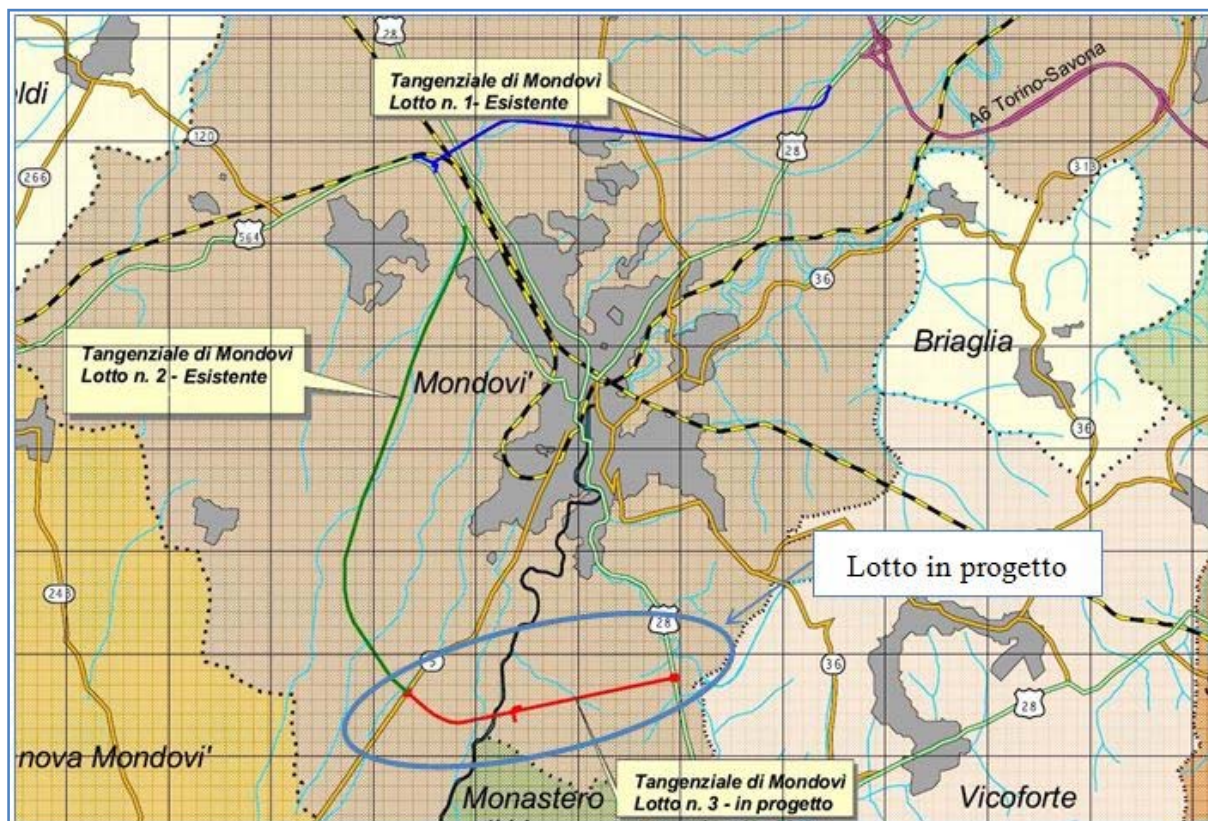 28
Tangenziale di Mondovì
Lotto n. 1- Esistente
A6 Torino-Savona
ldi
120
28
266
313
564
36
Briaglia
Tangenziale di Mondovì
Lotto n. 2 - Esistente
Mondovi'
36
Lotto in progetto
243
28
5
36
28
nova Mondovi'
Monastero
Tangenziale di Mondovì
Lotto n. 3 - in progetto
Vicoforte